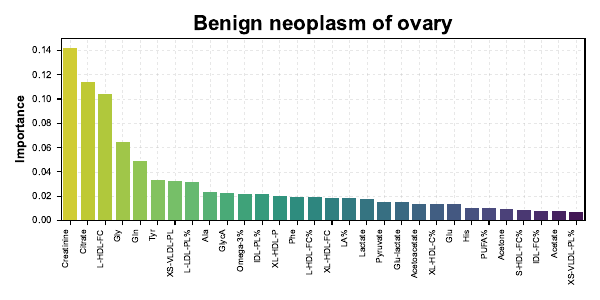 Benign neoplasm of ovary
Importance
0.14
0.12
0.10
0.08
0.06
0.04
0.02
0.00
Creatinine
Citrate
L-HDL-FC
Gly
Gln
Tyr
XS-VLDL-PL
L-LDL-PL%
Ala
GlycA
Omega-3%
IDL-PL%
XL-HDL-P
Phe
L-HDL-FC%
XL-HDL-FC
LA%
Lactate
Pyruvate
Glu-lactate
Acetoacetate
XL-HDL-C%
Glu
His
PUFA%
Acetone
S-HDL-FC%
IDL-FC%
Acetate
XS-VLDL-PL%